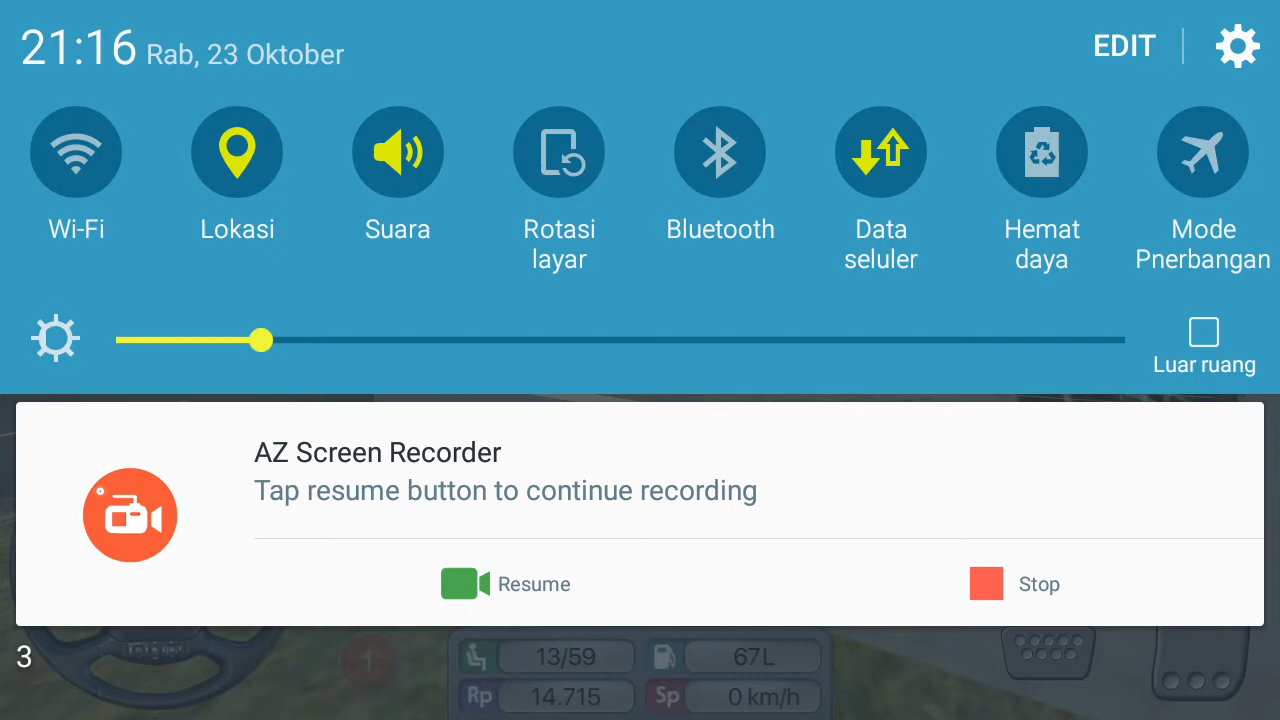 21:16 Rab, 23 Oktober
EDIT
Wi-Fi
Lokasi
Suara
Rotasi
layar
Bluetooth
Data
seluler
Hemat
daya
Mode
Pnerbangan
Luar ruang
AZ Screen Recorder
Tap resume button to continue recording
Resume
Stop
3
1
13/59
67L
Rp
14.715
Sp
0 km/h